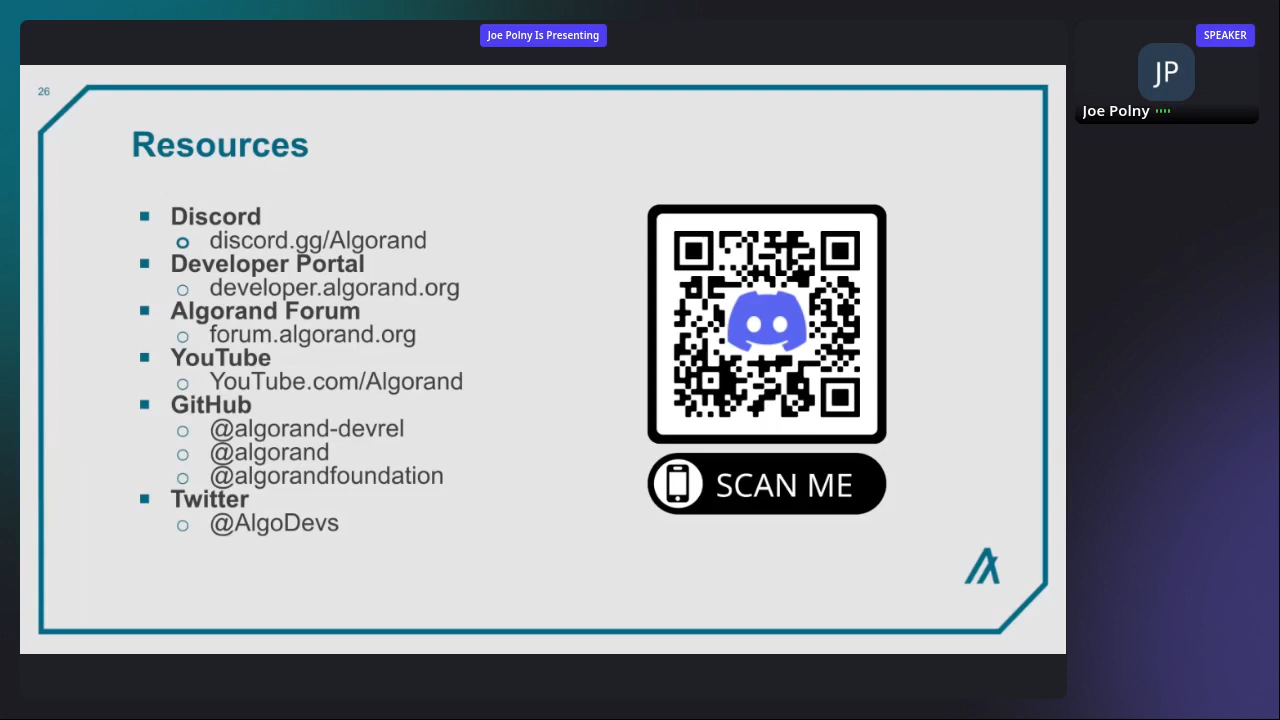 Joe Polny Is Presenting
SPEAKER
JP
Joe Polny
26
Resources
Discord
discord.gg/Algorand
Developer Portal
developer.algorand.org
Algorand Forum
forum.algorand.org
YouTube
YouTube.com/Algorand
GitHub
@algorand-devrel
@algorand
@algorandfoundation
Twitter
@AlgoDevs
SCAN ME